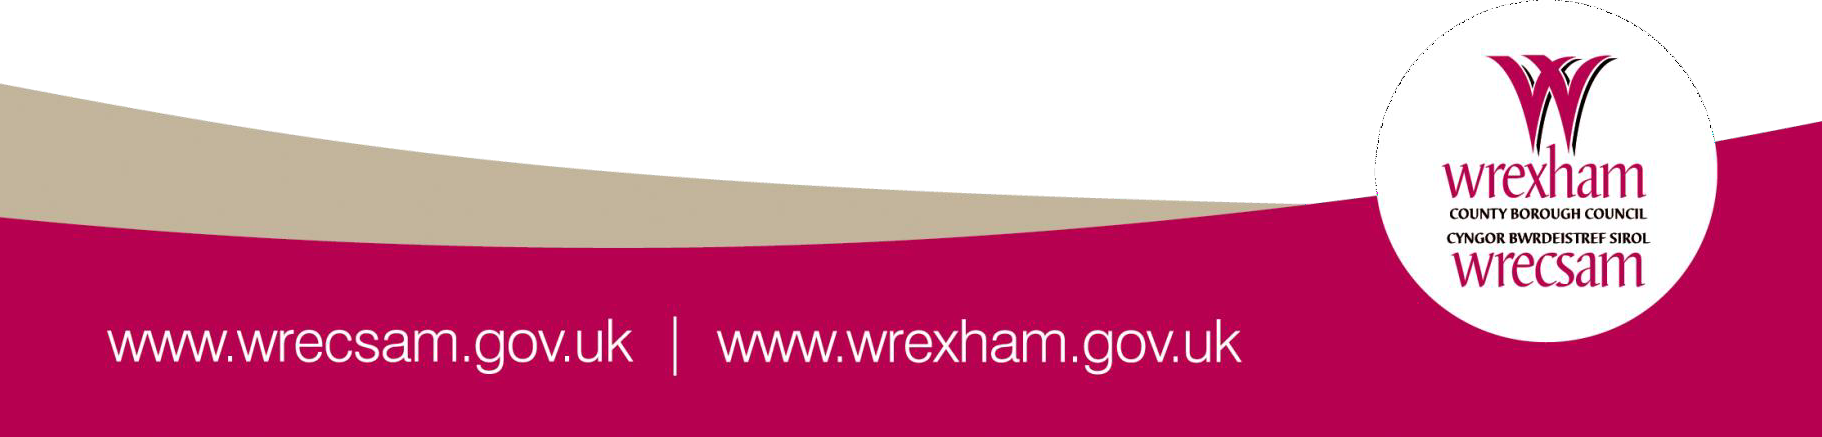 wrexham
COUNTY BOROUGH COUNCIL
CYNGOR BWRDEISTREF SIROL
wrecsam
www.wrecsam.gov.uk | www.wrexham.gov.uk